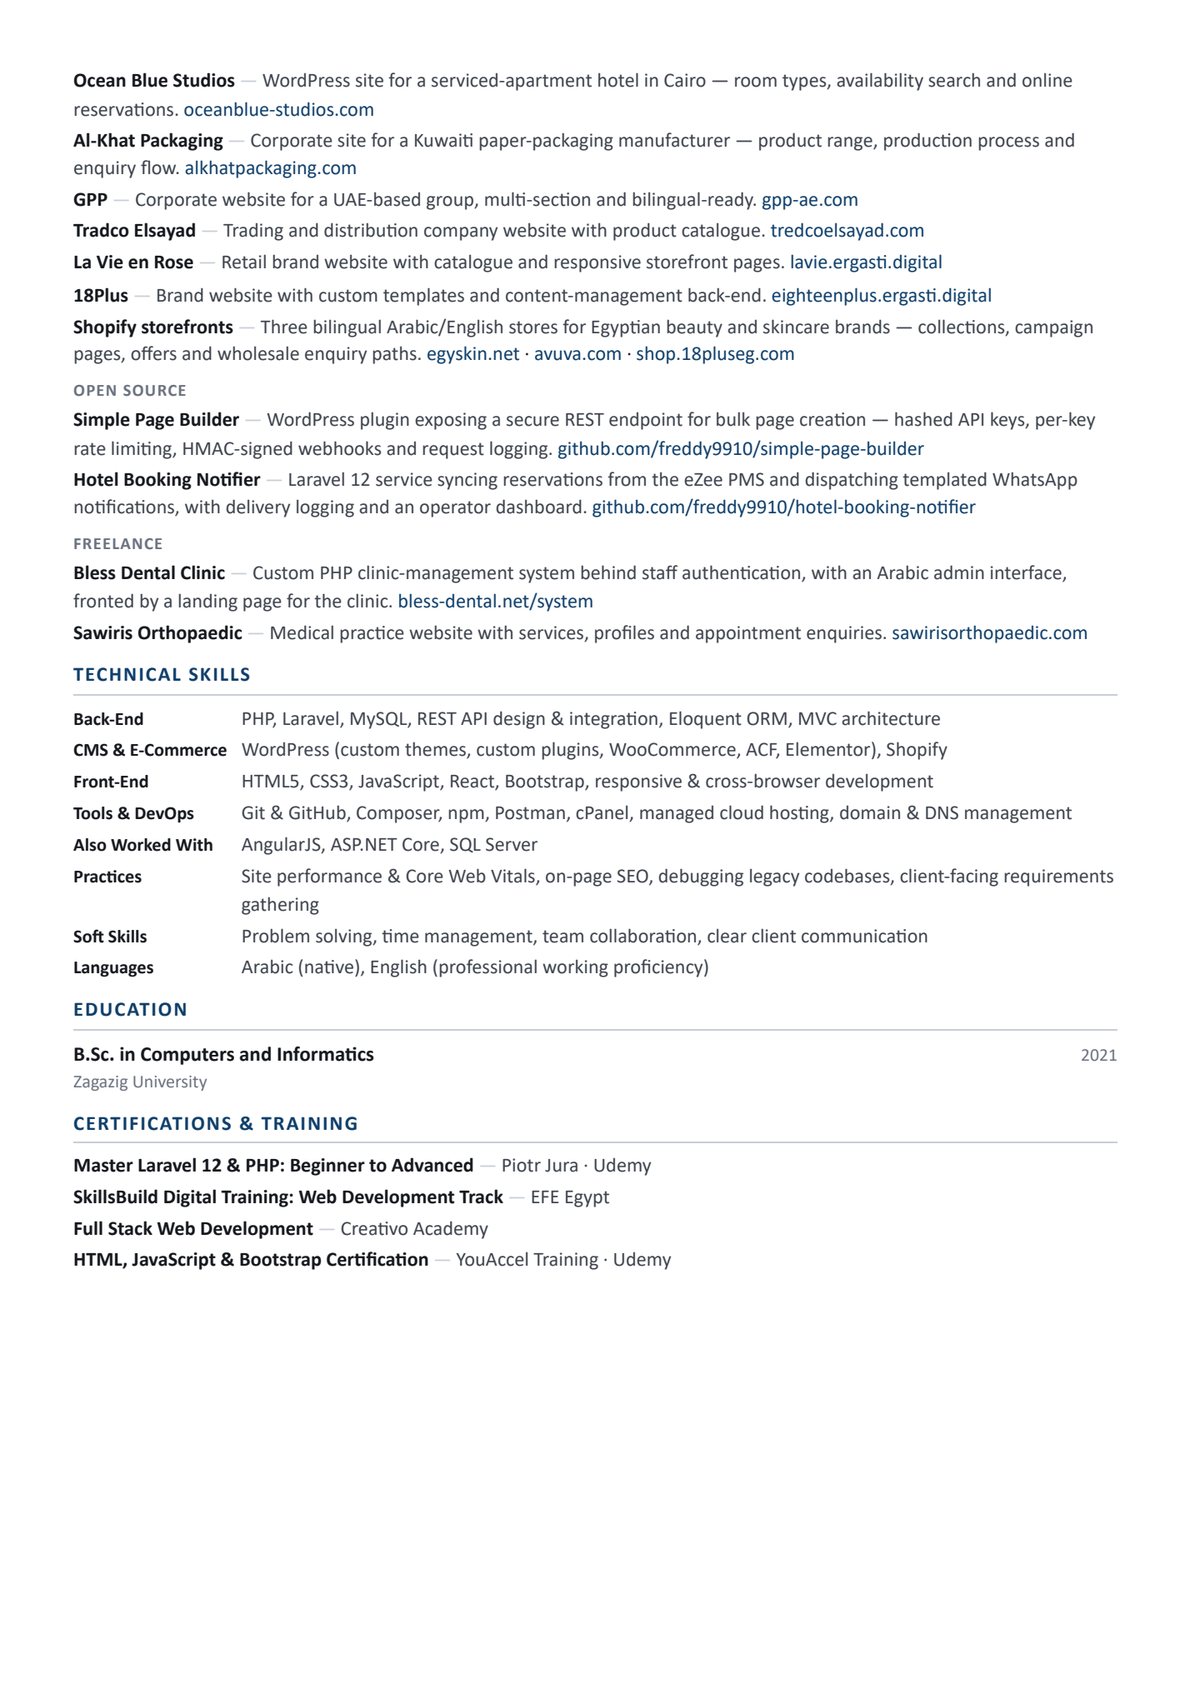 Ocean Blue Studios — WordPress site for a serviced-apartment hotel in Cairo — room types, availability search and online
reservations. oceanblue-studios.com
Al-Khat Packaging — Corporate site for a Kuwaiti paper-packaging manufacturer — product range, production process and
enquiry flow. alkhatpackaging.com
GPP — Corporate website for a UAE-based group, multi-section and bilingual-ready. gpp-ae.com
Tradco Elsayad — Trading and distribution company website with product catalogue. tredcoelsayad.com
La Vie en Rose — Retail brand website with catalogue and responsive storefront pages. lavie.ergasti.digital
18Plus — Brand website with custom templates and content-management back-end. eighteenplus.ergasti.digital
Shopify storefronts — Three bilingual Arabic/English stores for Egyptian beauty and skincare brands — collections, campaign
pages, offers and wholesale enquiry paths. egyskin.net · avuva.com · shop.18pluseg.com
OPEN SOURCE
Simple Page Builder — WordPress plugin exposing a secure REST endpoint for bulk page creation — hashed API keys, per-key
rate limiting, HMAC-signed webhooks and request logging. github.com/freddy9910/simple-page-builder
Hotel Booking Notifier — Laravel 12 service syncing reservations from the eZee PMS and dispatching templated WhatsApp
notifications, with delivery logging and an operator dashboard. github.com/freddy9910/hotel-booking-notifier
FREELANCE
Bless Dental Clinic — Custom PHP clinic-management system behind staff authentication, with an Arabic admin interface,
fronted by a landing page for the clinic. bless-dental.net/system
Sawiris Orthopaedic — Medical practice website with services, profiles and appointment enquiries. sawirisorthopaedic.com
TECHNICAL SKILLS
Back-End PHP, Laravel, MySQL, REST API design & integration, Eloquent ORM, MVC architecture
CMS & E-Commerce WordPress (custom themes, custom plugins, WooCommerce, ACF, Elementor), Shopify
Front-End HTML5, CSS3, JavaScript, React, Bootstrap, responsive & cross-browser development
Tools & DevOps Git & GitHub, Composer, npm, Postman, cPanel, managed cloud hosting, domain & DNS management
Also Worked With AngularJS, ASP.NET Core, SQL Server
Practices Site performance & Core Web Vitals, on-page SEO, debugging legacy codebases, client-facing requirements
gathering
Soft Skills Problem solving, time management, team collaboration, clear client communication
Languages Arabic (native), English (professional working proficiency)
EDUCATION
B.Sc. in Computers and Informatics 2021
Zagazig University
CERTIFICATIONS & TRAINING
Master Laravel 12 & PHP: Beginner to Advanced — Piotr Jura · Udemy
SkillsBuild Digital Training: Web Development Track — EFE Egypt
Full Stack Web Development — Creativo Academy
HTML, JavaScript & Bootstrap Certification — YouAccel Training · Udemy